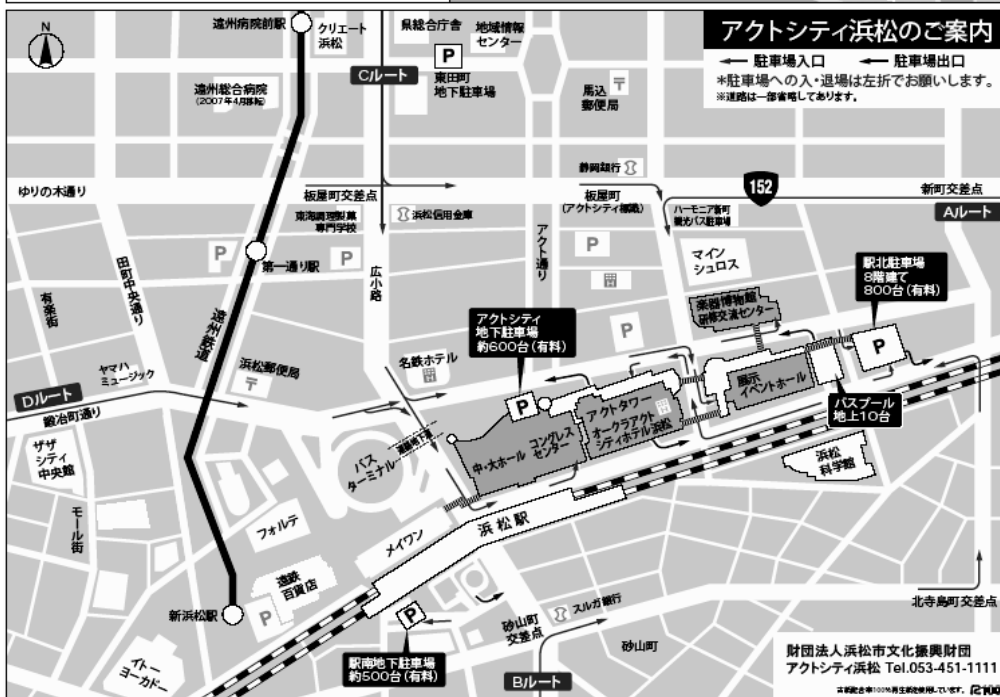 アクトシティ浜松のご案内
駐車場入口
駐車場出口
*駐車場への入・退場は左折でお願いします。
※道路は一部省略してあります。
N
遠州病院前駅
クリエート
浜松
県総合庁舎
地域情報
センター
P
東田町
地下駐車場
Cルート
遠州総合病院
(2007年4月移転)
馬込
郵便局
静岡銀行
152
ゆりの木通り
板屋町交差点
板屋町
(アクトシティ標識)
ハーモニア新町
観光バス駐車場
新町交差点
Aルート
東海調理製菓
専門学校
浜松信用金庫
P
第一通り駅
P
広小路
アクト通り
P
マイン
シュロス
駅北駐車場
8階建て
800台(有料)
有楽街
田町中央通り
遠州鉄道
楽器博物館
研修交流センター
アクトシティ
地下駐車場
約600台(有料)
P
P
名鉄ホテル
浜松郵便局
ヤマハ
ミュージック
Dルート
鍛冶町通り
P
展示
イベントホール
バスプール
地上10台
アクトタワー
オークラアクト
シティホテル浜松
コングレス
センター
中・大ホール
ザザ
シティ
中央館
バス
ターミナル
浜松
科学館
モール街
フォルテ
メイワン
浜松駅
遠鉄
百貨店
P
新浜松駅
P
スルガ銀行
砂山町
交差点
砂山町
北寺島町交差点
イトー
ヨーカドー
駅南地下駐車場
約500台(有料)
Bルート
財団法人浜松市文化振興財団
アクトシティ浜松 Tel.053-451-1111
古紙配合率100%再生紙を使用しています。